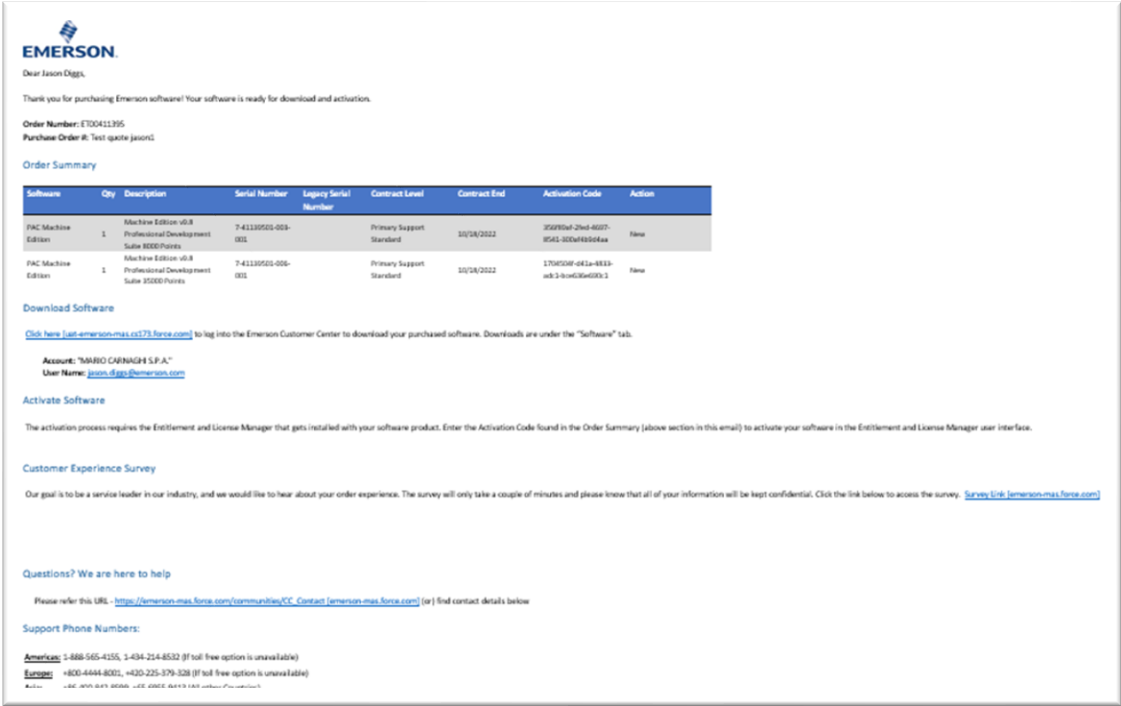 EMERSON
Dear Jason Diggs,
Thank you for purchasing Emerson software! Your software is ready for download and activation.
Order Number: ET00411395
Purchase Order #: Test quote jason1
Order Summary
Software Qty Description Serial Number Legacy Serial Number Contract Level Contract End Activation Code Action
PAC Machine Edition 1 Machine Edition v9.8 Professional Development Suite 8000 Points Primary Support Standard 10/18/2022 New
PAC Machine Edition 1 Machine Edition v9.8 Professional Development Suite 35000 Points Primary Support Standard 10/18/2022 New
Download Software
Click here [uat-emerson-mas.cs173.force.com] to log into the Emerson Customer Center to download your purchased software. Downloads are under the "Software" tab.
Account: "MARIO CARNAGHI S.P.A."
User Name: jason.diggs@emerson.com
Activate Software
The activation process requires the Entitlement and License Manager that gets installed with your software product. Enter the Activation Code found in the Order Summary (above section in this email) to activate your software in the Entitlement and License Manager user interface.
Customer Experience Survey
Our goal is to be a service leader in our industry, and we would like to hear about your order experience. The survey will only take a couple of minutes and please know that all of your information will be kept confidential. Click the link below to access the survey. Survey Link [emerson-mas.force.com]
Questions? We are here to help
Please refer this URL - https://emerson-mas.force.com/communities/CC_Contact [emerson-mas.force.com] (or) find contact details below
Support Phone Numbers:
Americas: 1-888-565-4155, 1-434-214-8532 (If toll free option is unavailable)
Europe: +800-4444-8001, +420-225-379-328 (If toll free option is unavailable)